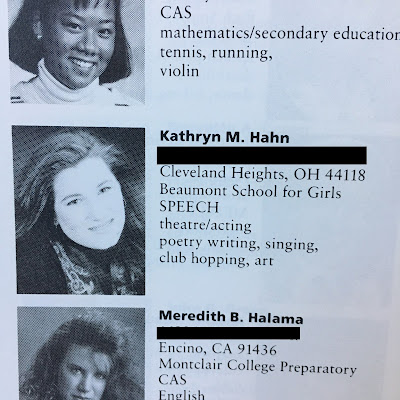 CAS
mathematics/secondary education
tennis, running,
violin
Kathryn M. Hahn
Cleveland Heights, OH 44118
Beaumont School for Girls
SPEECH
theatre/acting
poetry writing, singing,
club hopping, art
Meredith B. Halama
Encino, CA 91436
Montclair College Preparatory
CAS
English